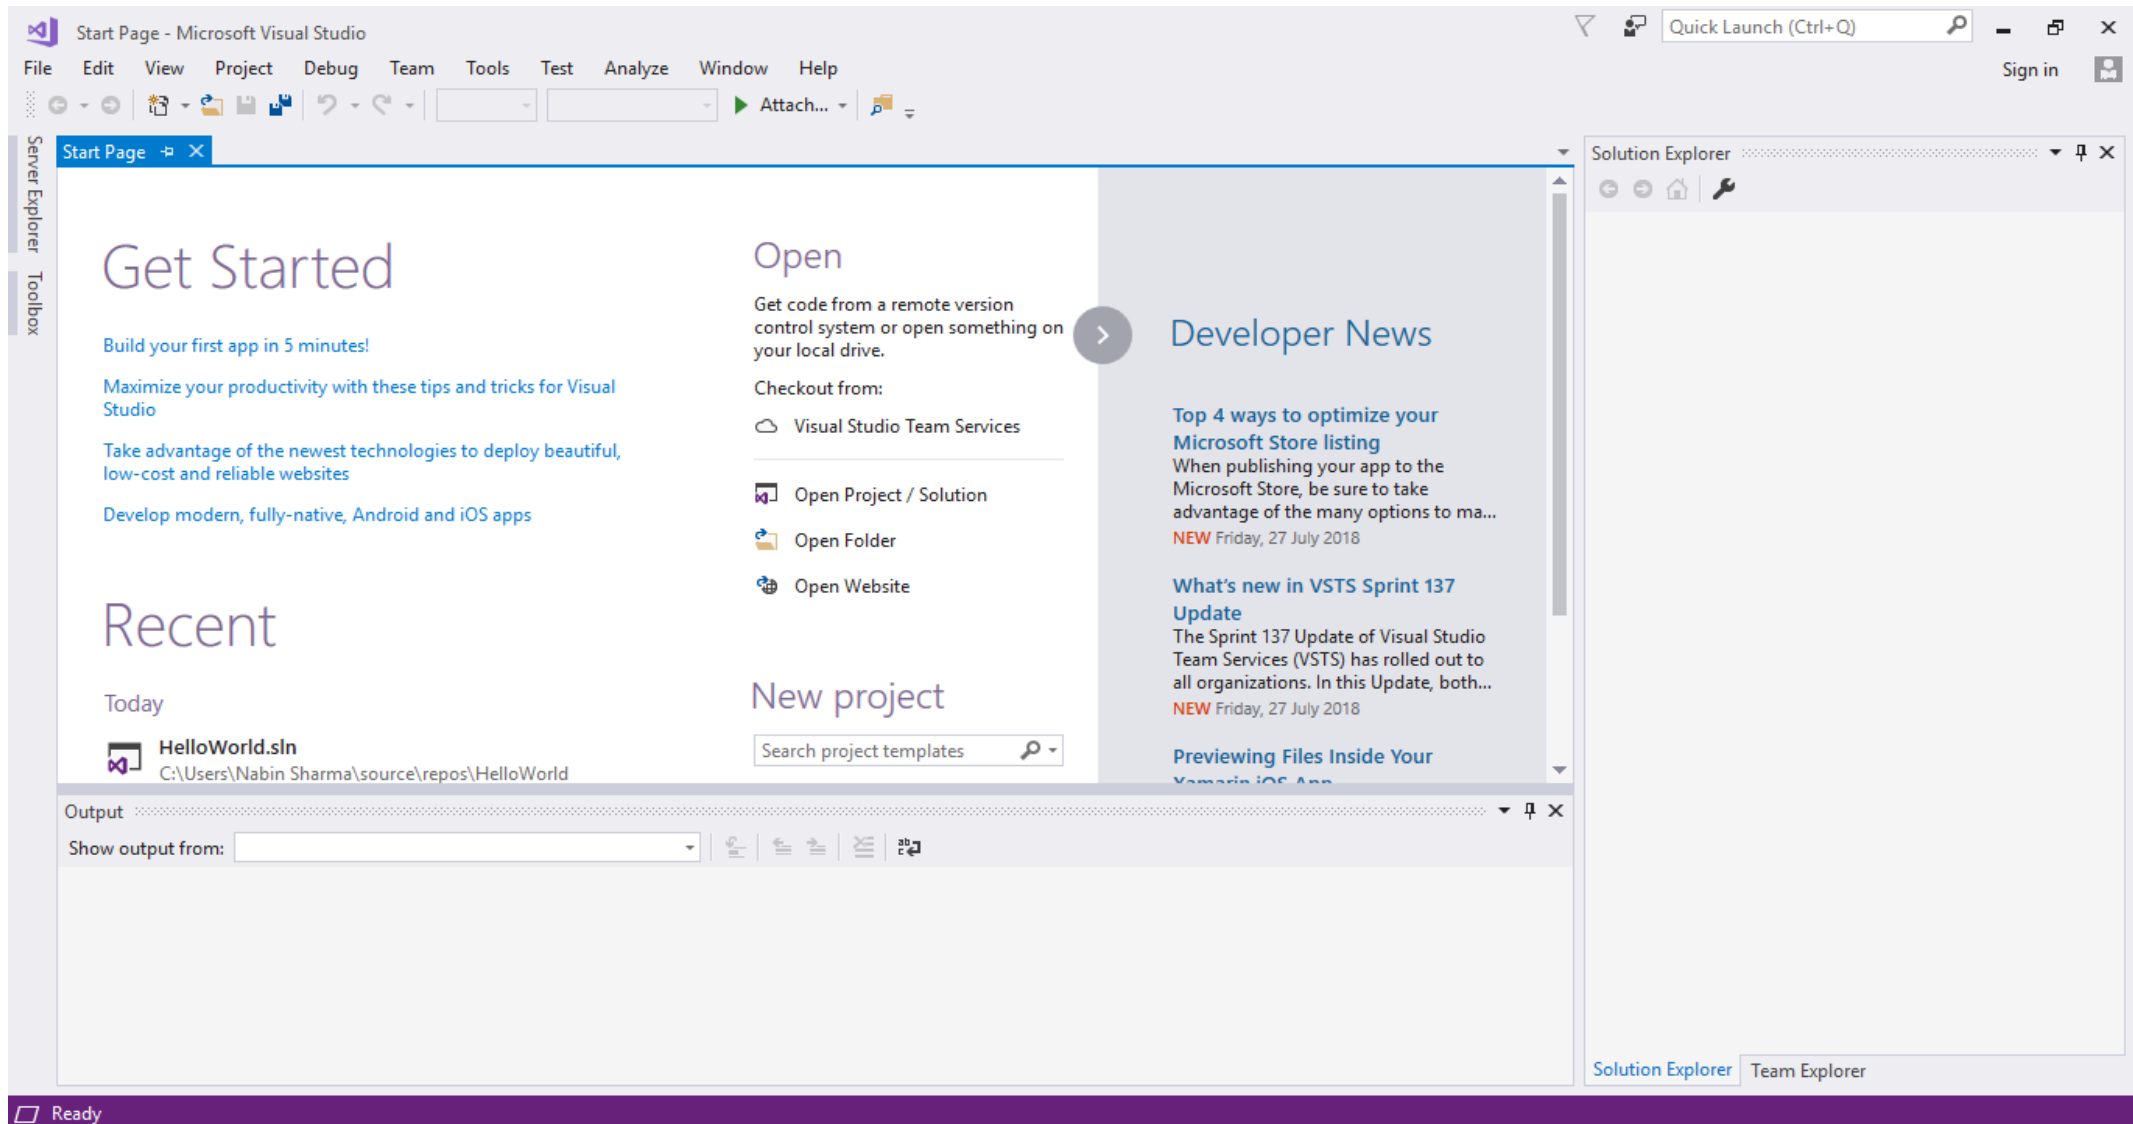 Start Page - Microsoft Visual Studio
Quick Launch (Ctrl+Q)
File Edit View Project Debug Team Tools Test Analyze Window Help
Sign in
Attach...
Server Explorer
Toolbox
Start Page
Get Started
Build your first app in 5 minutes!
Maximize your productivity with these tips and tricks for Visual
Studio
Take advantage of the newest technologies to deploy beautiful,
low-cost and reliable websites
Develop modern, fully-native, Android and iOS apps
Recent
Today
HelloWorld.sln
C:\Users\Nabin Sharma\source\repos\HelloWorld
Open
Get code from a remote version
control system or open something on
your local drive.
Checkout from:
Visual Studio Team Services
Open Project / Solution
Open Folder
Open Website
New project
Search project templates
Developer News
Top 4 ways to optimize your
Microsoft Store listing
When publishing your app to the
Microsoft Store, be sure to take
advantage of the many options to ma...
NEW Friday, 27 July 2018
What's new in VSTS Sprint 137
Update
The Sprint 137 Update of Visual Studio
Team Services (VSTS) has rolled out to
all organizations. In this Update, both...
NEW Friday, 27 July 2018
Previewing Files Inside Your
Xamarin iOS App
Solution Explorer
Output
Show output from:
Solution Explorer Team Explorer
Ready